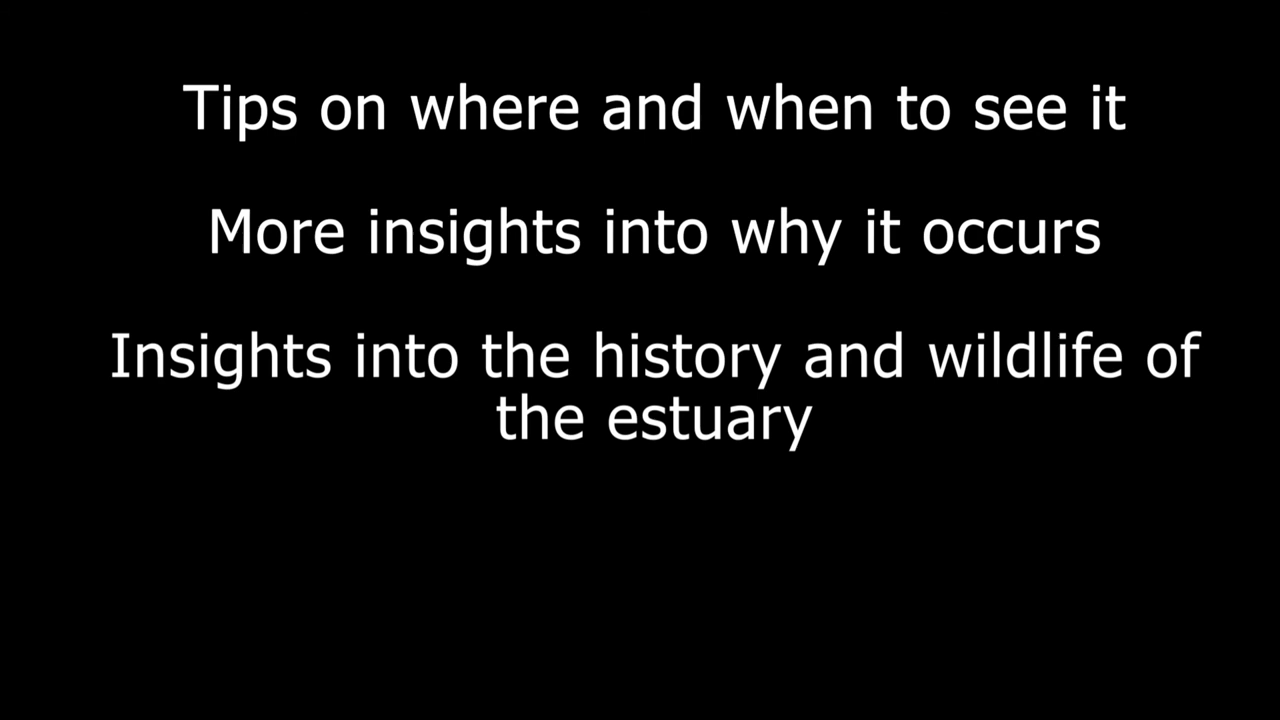 Tips on where and when to see it
More insights into why it occurs
Insights into the history and wildlife of
the estuary